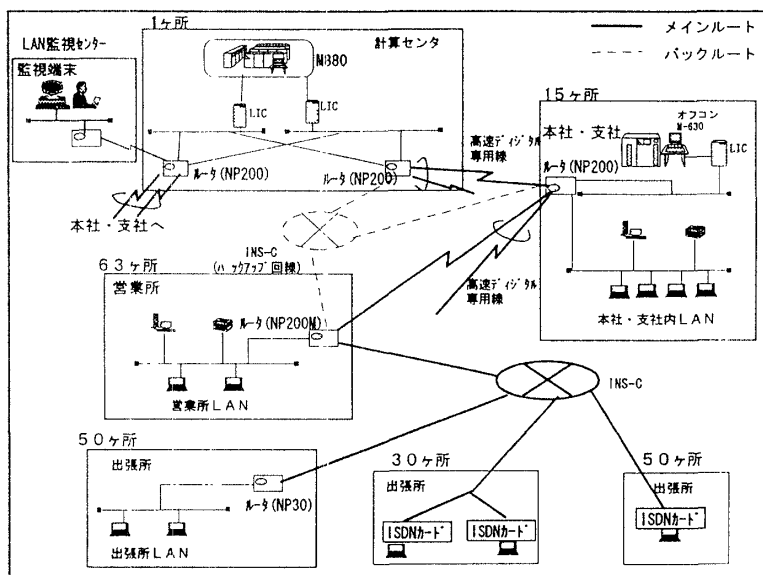 1ヶ所
メインルート
バックルート
LAN監視センター
監視端末
計算センタ
M880
LIC
LIC
ルータ(NP200)
ルータ(NP200)
高速ディジタル
専用線
本社・支社へ
15ヶ所
オフコン
M-630
本社・支社
ルータ
(NP200)
LIC
本社・支社内LAN
INS-C
(バックアップ回線)
高速ディジタル
専用線
63ヶ所
営業所
ルータ(NP200M)
営業所LAN
INS-C
50ヶ所
出張所
ルータ(NP30)
出張所LAN
30ヶ所
出張所
ISDNカード
ISDNカード
50ヶ所
出張所
ISDNカード